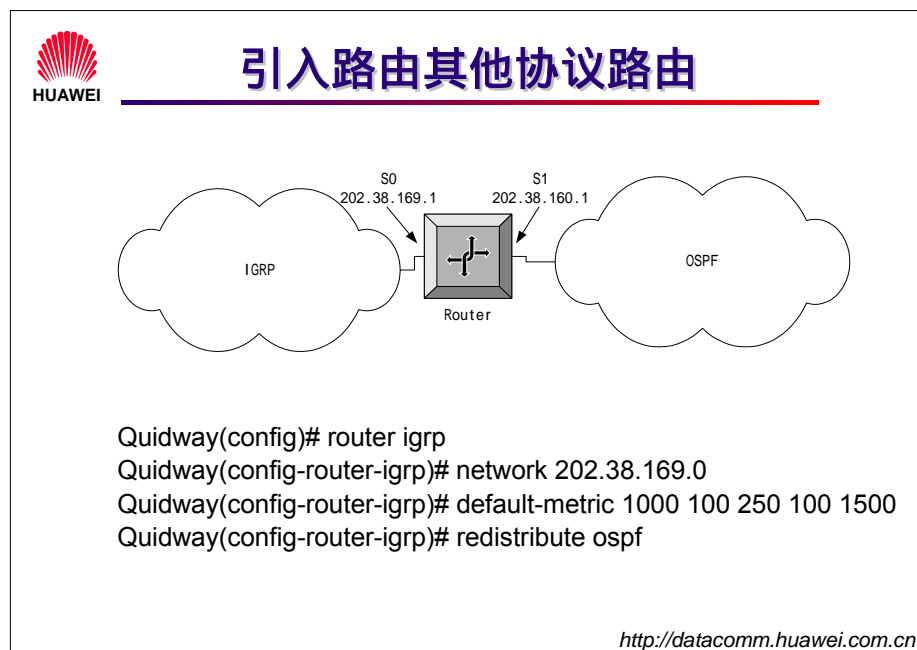 HUAWEI
引入路由其他协议路由
S0
202.38.169.1
S1
202.38.160.1
IGRP
OSPF
Router
Quidway(config)# router igrp
Quidway(config-router-igrp)# network 202.38.169.0
Quidway(config-router-igrp)# default-metric 1000 100 250 100 1500
Quidway(config-router-igrp)# redistribute ospf
http://datacomm.huawei.com.cn